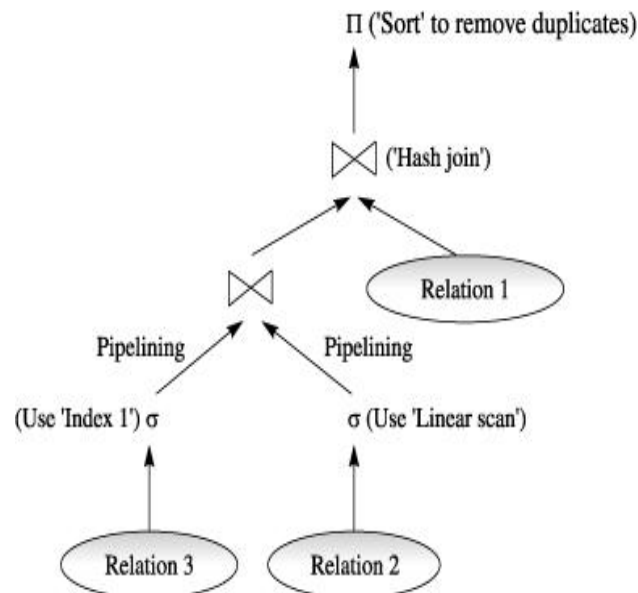 Π ('Sort' to remove duplicates)
('Hash join')
Relation 1
Pipelining
Pipelining
(Use 'Index 1') σ
σ (Use 'Linear scan')
Relation 3
Relation 2